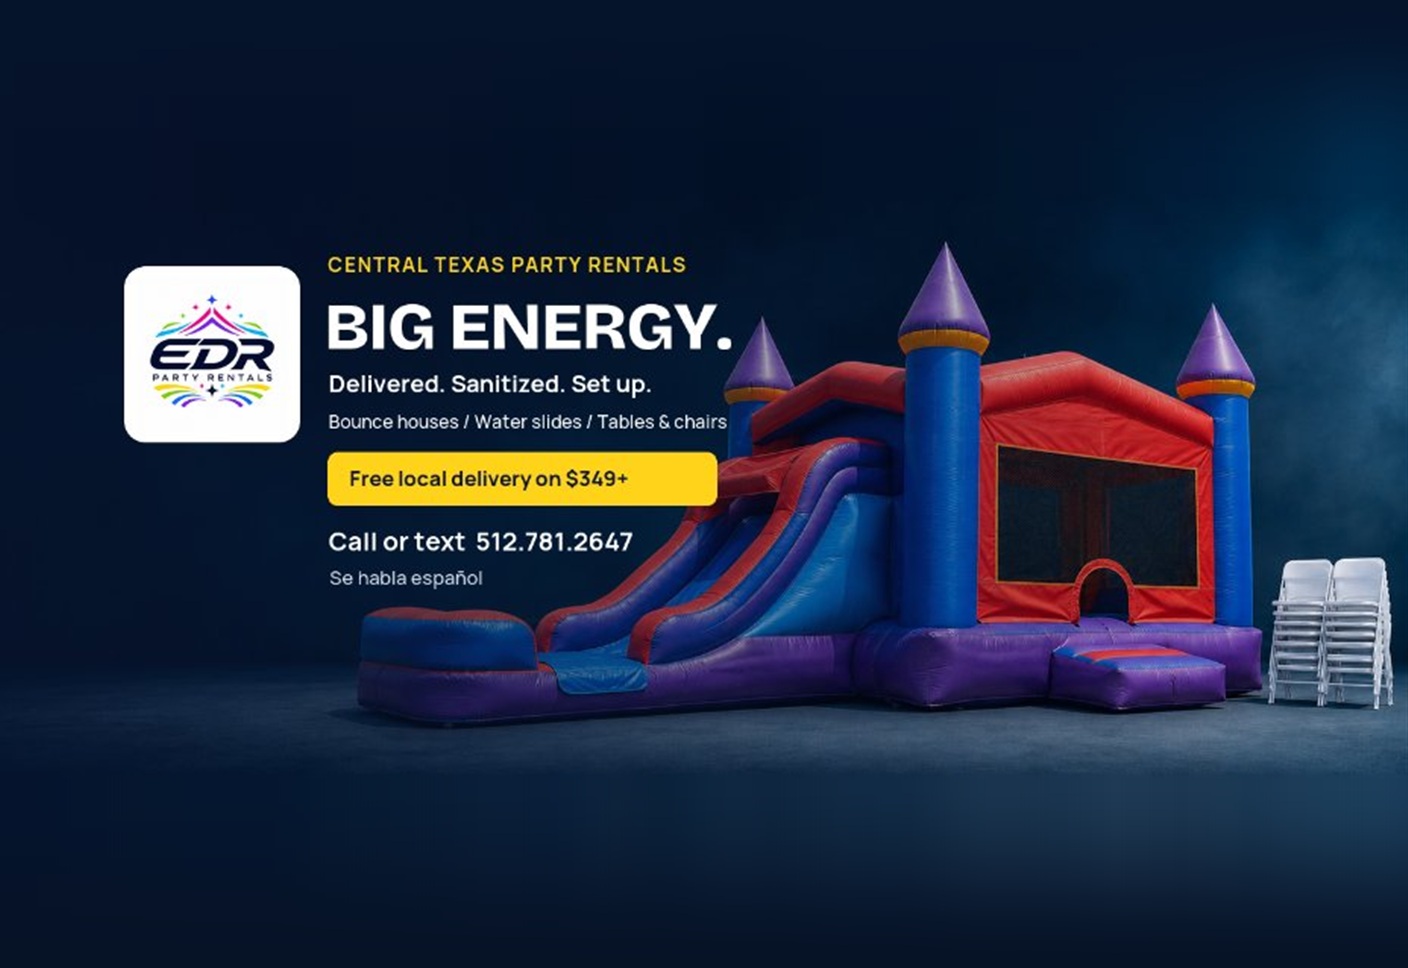 EDR
PARTY RENTALS
CENTRAL TEXAS PARTY RENTALS
BIG ENERGY.
Delivered. Sanitized. Set up.
Bounce houses / Water slides / Tables & chairs
Free local delivery on $349+
Call or text 512.781.2647
Se habla español